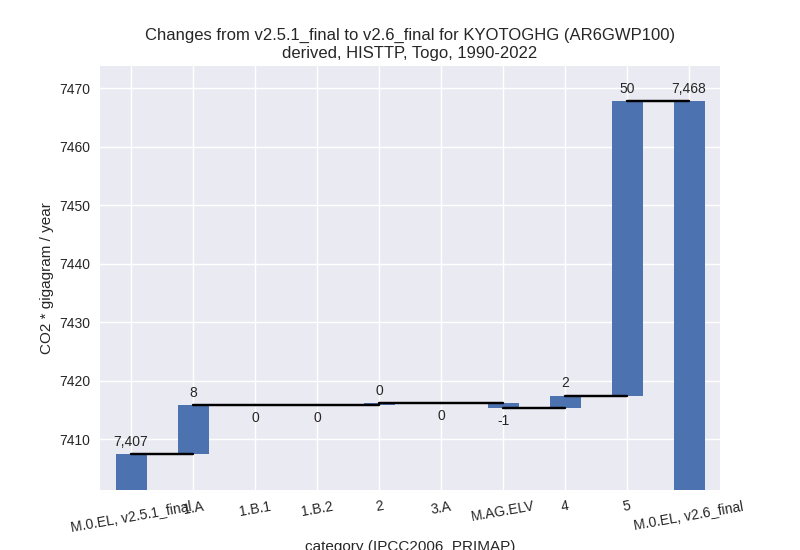 Changes from v2.5.1_final to v2.6_final for KYOTOGHG (AR6GWP100)
derived, HISTTP, Togo, 1990-2022
CO2 * gigagram / year
7470
7460
7450
7440
7430
7420
7410
7,407
8
0
0
0
0
-1
2
50
7,468
M.0.EL, v2.5.1_final
1.A
1.B.1
1.B.2
2
3.A
M.AG.ELV
4
5
M.0.EL, v2.6_final
category (IPCC2006_PRIMAP)